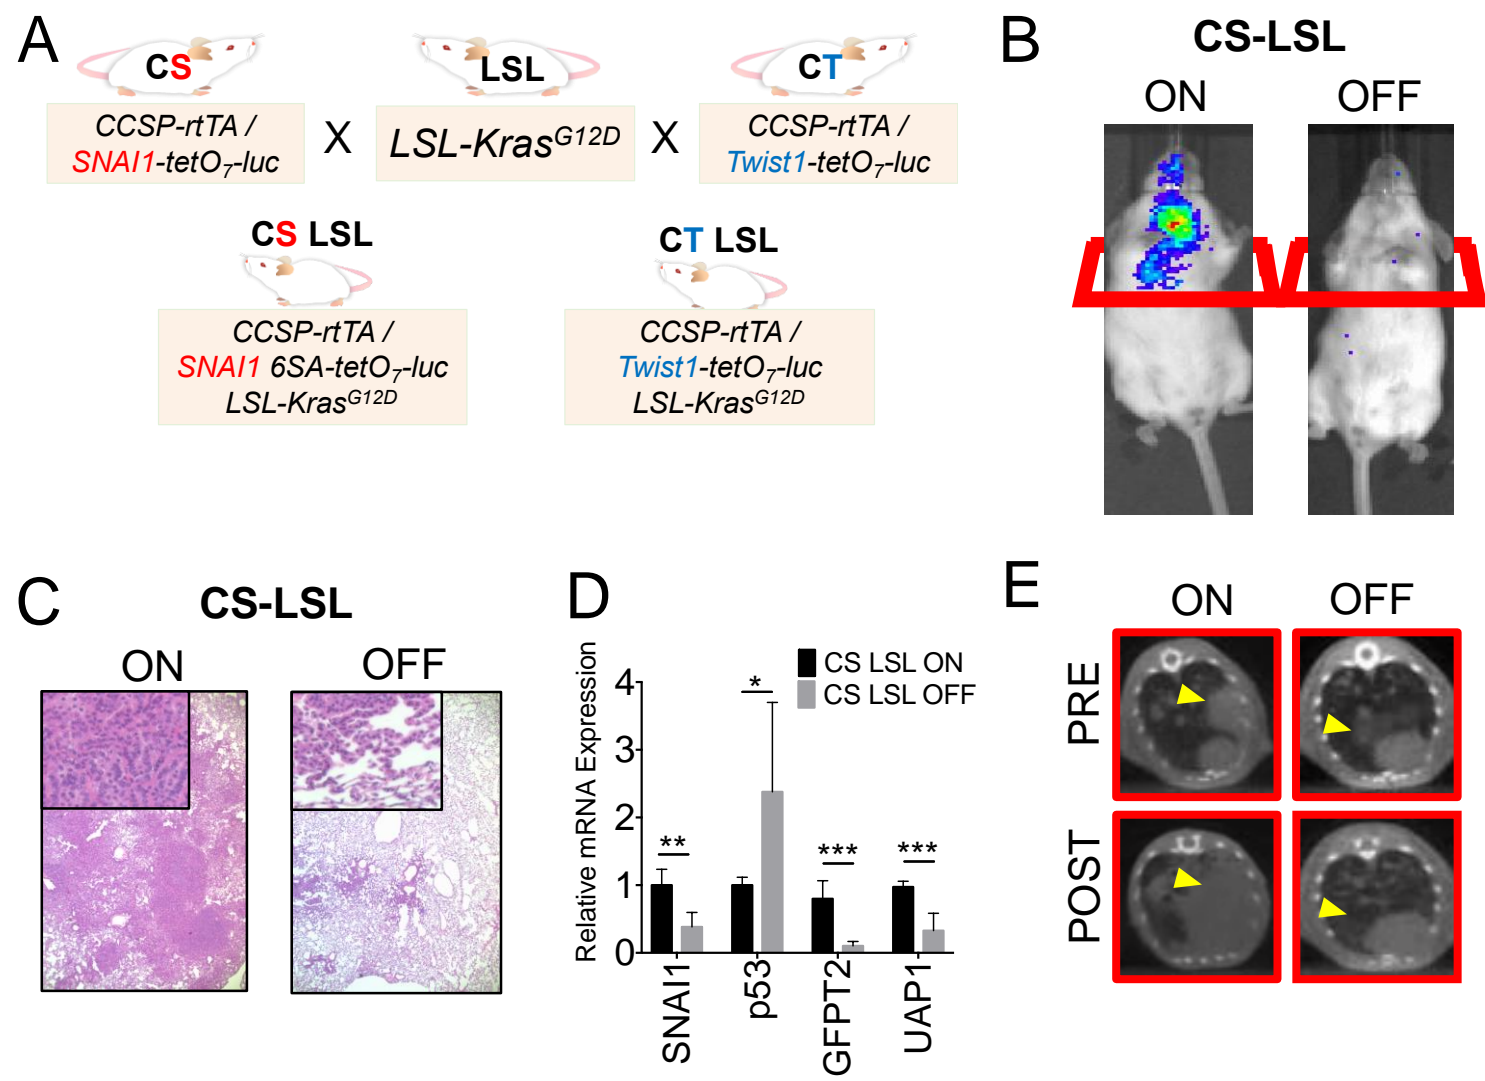 A
CS
LSL
CT
CCSP-rtTA /
SNAI1-tetO7-luc
X
LSL-KrasG12D
X
CCSP-rtTA /
Twist1-tetO7-luc
CS LSL
CT LSL
CCSP-rtTA /
SNAI1 6SA-tetO7-luc
LSL-KrasG12D
CCSP-rtTA /
Twist1-tetO7-luc
LSL-KrasG12D
B
CS-LSL
ON
OFF
C
CS-LSL
ON
OFF
D
CS LSL ON
CS LSL OFF
Relative mRNA Expression
4
3
2
1
0
**
*
***
***
SNAI1
p53
GFPT2
UAP1
E
ON
OFF
PRE
POST